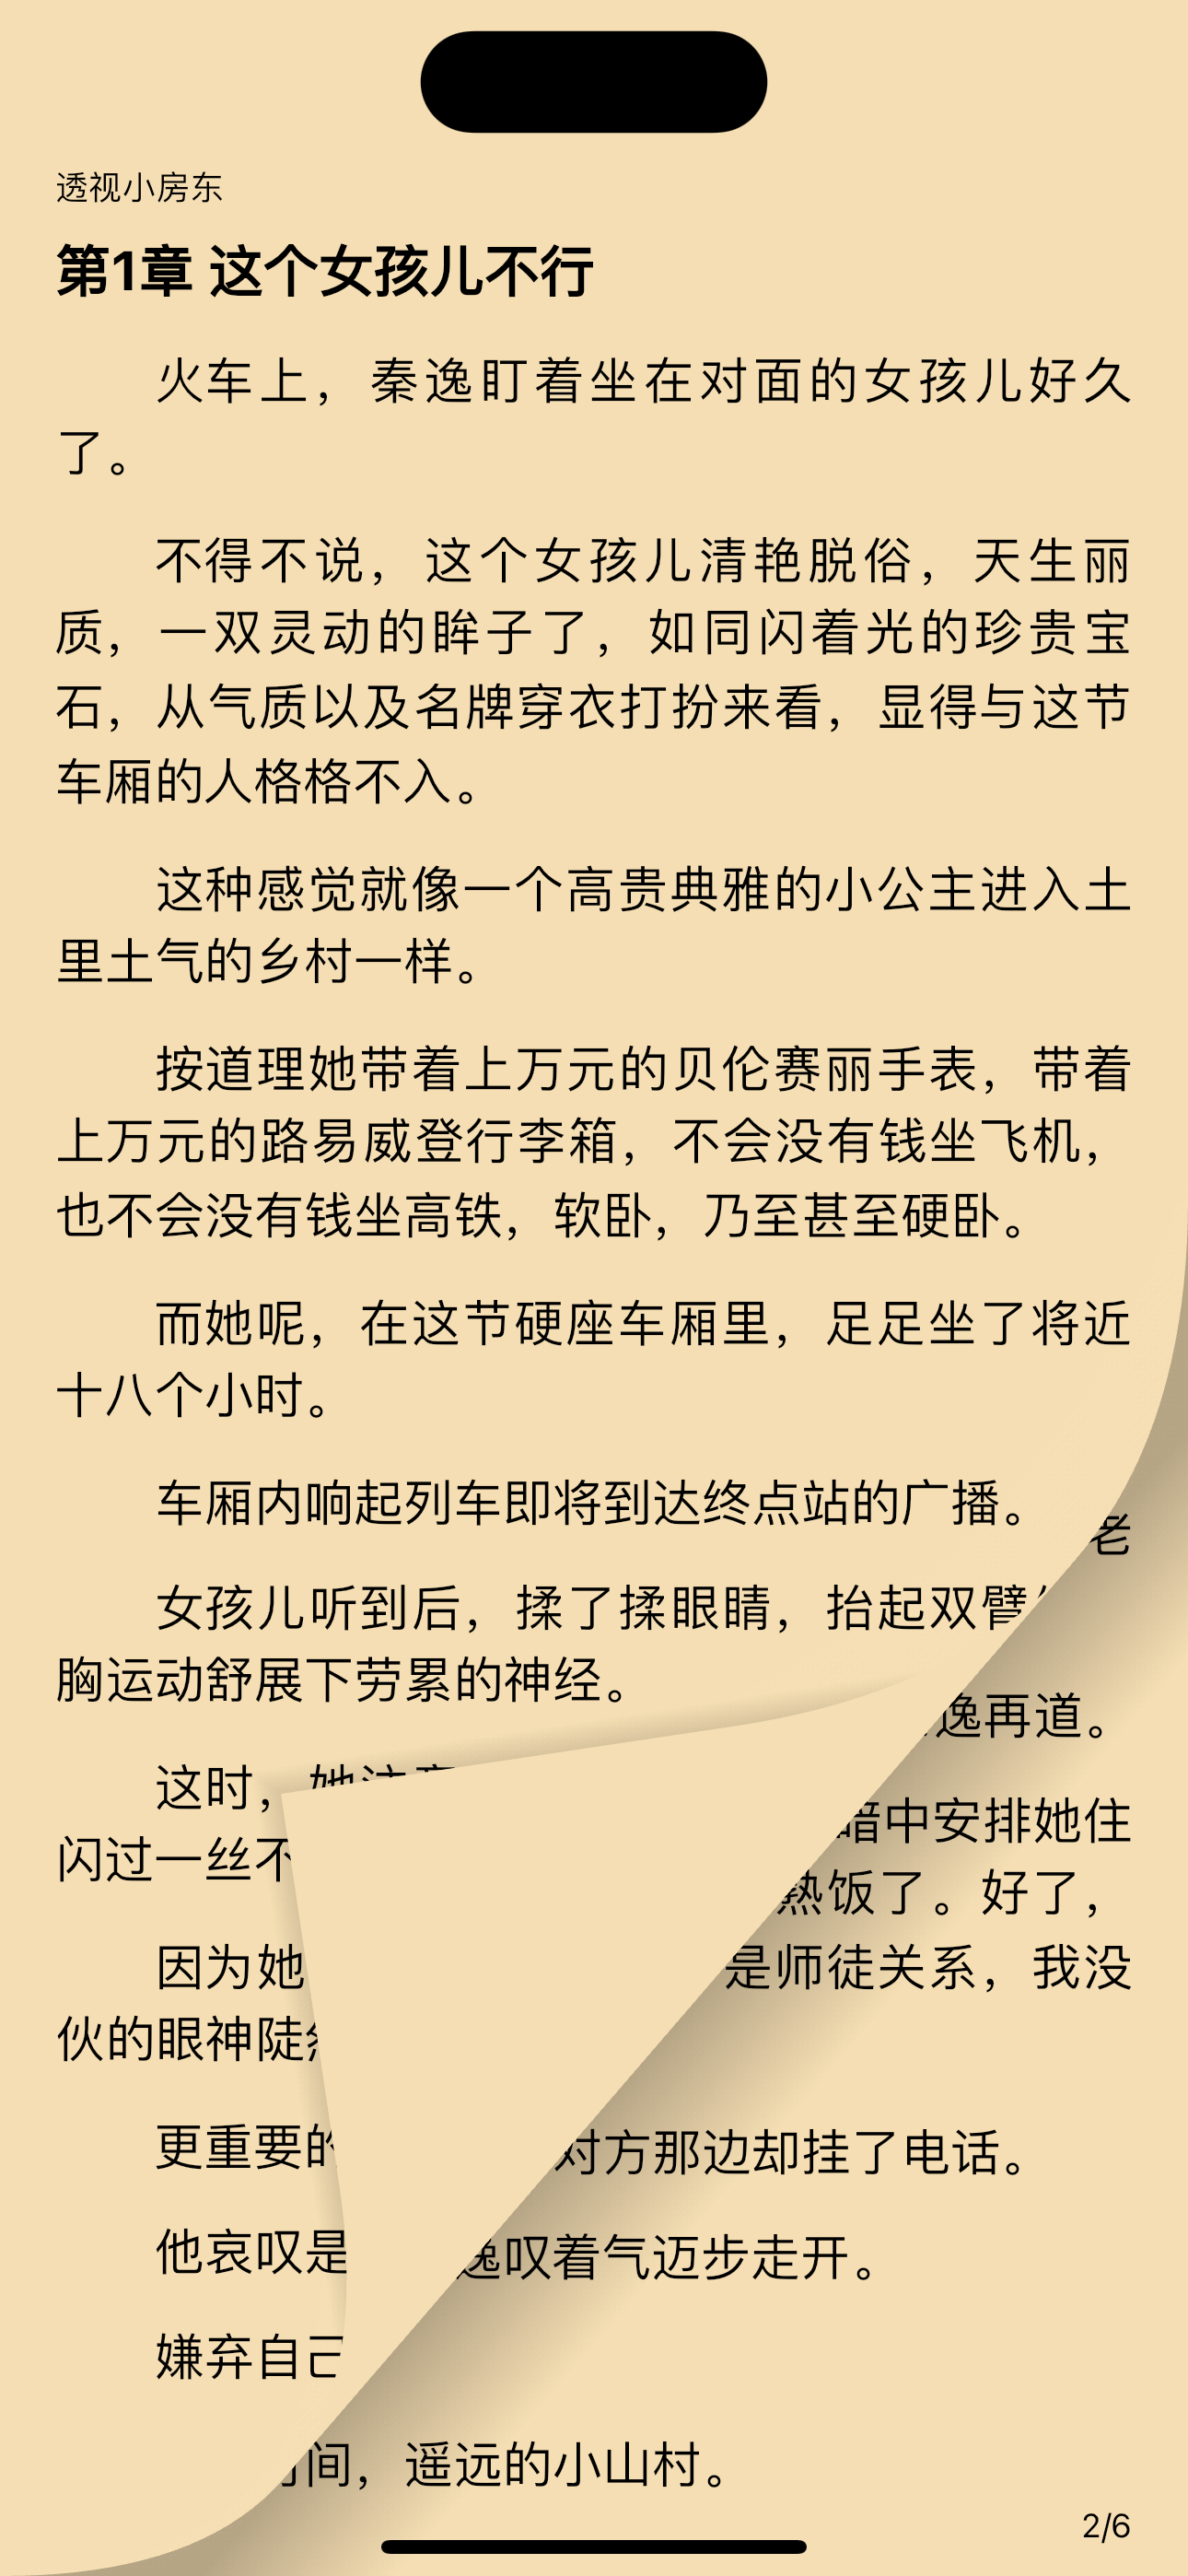 透视小房东
第1章 这个女孩儿不行
火车上，秦逸盯着坐在对面的女孩儿好久
了。
不得不说，这个女孩儿清艳脱俗，天生丽
质，一双灵动的眸子了，如同闪着光的珍贵宝
石，从气质以及名牌穿衣打扮来看，显得与这节
车厢的人格格不入。
这种感觉就像一个高贵典雅的小公主进入土
里土气的乡村一样。
按道理她带着上万元的贝伦赛丽手表，带着
上万元的路易威登行李箱，不会没有钱坐飞机，
也不会没有钱坐高铁，软卧，乃至甚至硬卧。
而她呢，在这节硬座车厢里，足足坐了将近
十八个小时。
车厢内响起列车即将到达终点站的广播。
老
女孩儿听到后，揉了揉眼睛，抬起双臂
胸运动舒展下劳累的神经。
逸再道。
这时，她注意
暗中安排她住
闪过一丝不
熟饭了。好了，
因为她
是师徒关系，我没
伙的眼神陡
更重要的
对方那边却挂了电话。
他哀叹是
逸叹着气迈步走开。
嫌弃自己
间，遥远的小山村。
2/6